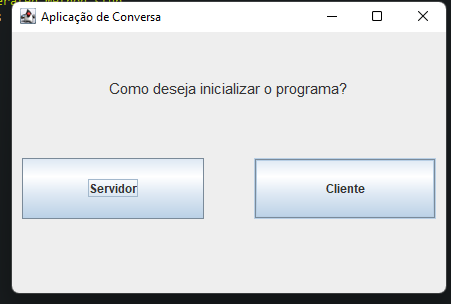 Aplicação de Conversa
Como deseja inicializar o programa?
Servidor
Cliente